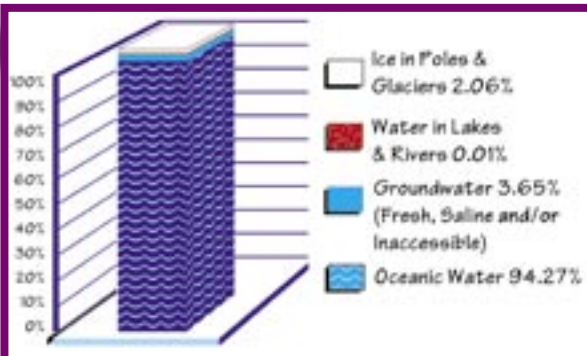 100%
90%
80%
70%
60%
50%
40%
30%
20%
10%
0%
Ice in Poles &
Glaciers 2.06%
Water in Lakes
& Rivers 0.01%
Groundwater 3.65%
(Fresh, Saline and/or
Inaccessible)
Oceanic Water 94.27%